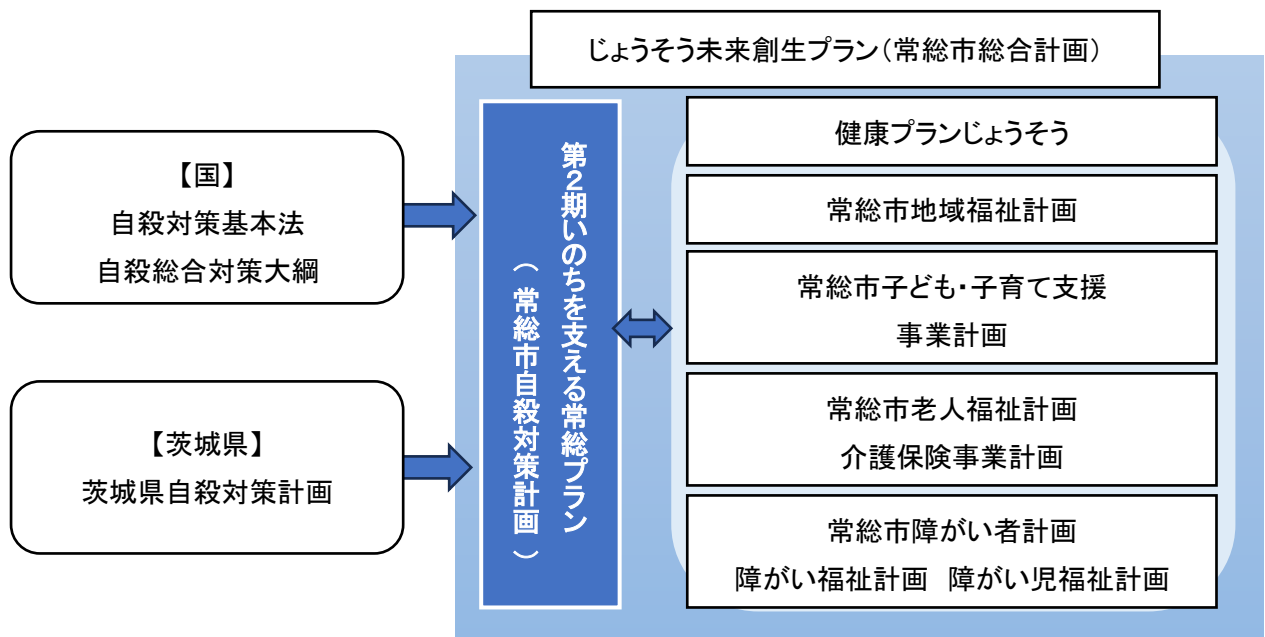 じょうそう未来創生プラン(常総市総合計画)
【国】
自殺対策基本法
自殺総合対策大綱
【茨城県】
茨城県自殺対策計画
第2期いのちを支える常総プラン
(常総市自殺対策計画)
健康プランじょうそう
常総市地域福祉計画
常総市子ども・子育て支援
事業計画
常総市老人福祉計画
介護保険事業計画
常総市障がい者計画
障がい福祉計画 障がい児福祉計画